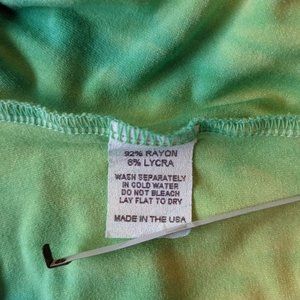 92% RAYON
8% LYCRA
WASH SEPARATELY
IN COLD WATER
DO NOT BLEACH
LAY FLAT TO DRY
MADE IN THE USA